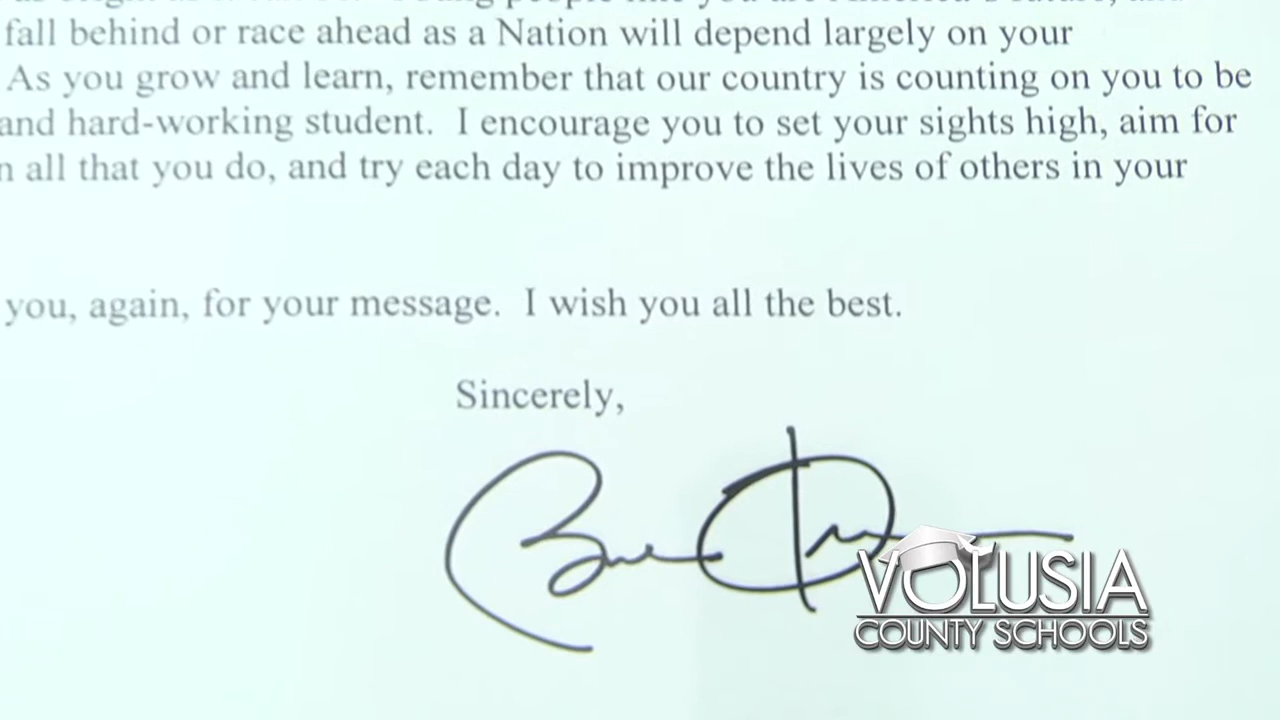 fall behind or race ahead as a Nation will depend largely on your
As you grow and learn, remember that our country is counting on you to be
and hard-working student. I encourage you to set your sights high, aim for
all that you do, and try each day to improve the lives of others in your
you, again, for your message. I wish you all the best.
Sincerely,
VOLUSIA
COUNTY SCHOOLS